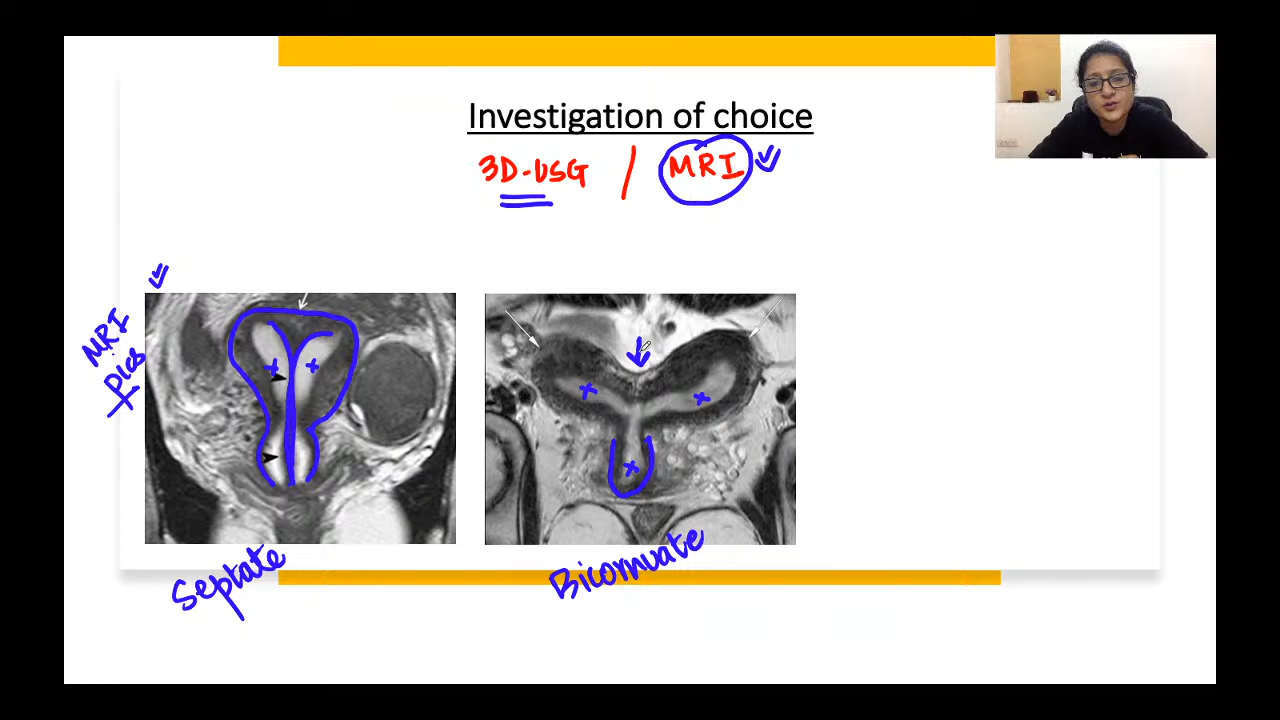 Investigation of choice
3D-USG / MRI
MRI
Pics
Septate
Bicornuate